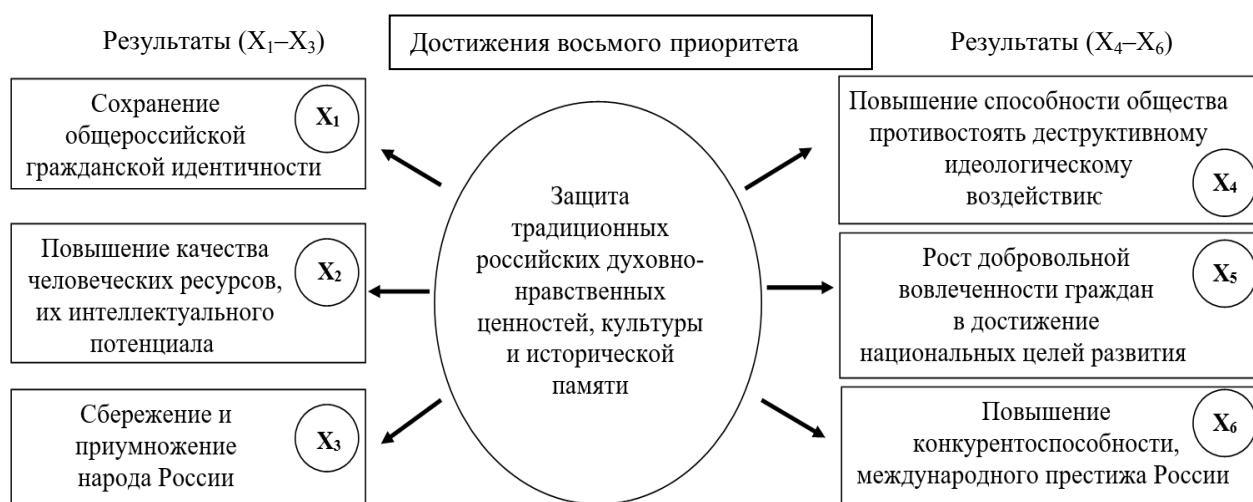 Результаты (X₁–X₃)
Достижения восьмого приоритета
Результаты (X₄–X₆)
Сохранение
общероссийской
гражданской идентичности
X₁
Повышение качества
человеческих ресурсов,
их интеллектуального
потенциала
X₂
Сбережение и
приумножение
народа России
X₃
Защита
традиционных
российских духовно-
нравственных
ценностей, культуры
и исторической
памяти
Повышение способности общества
противостоять деструктивному
идеологическому
воздействию
X₄
Рост добровольной
вовлеченности граждан
в достижение
национальных целей развития
X₅
Повышение
конкурентоспособности,
международного престижа России
X₆